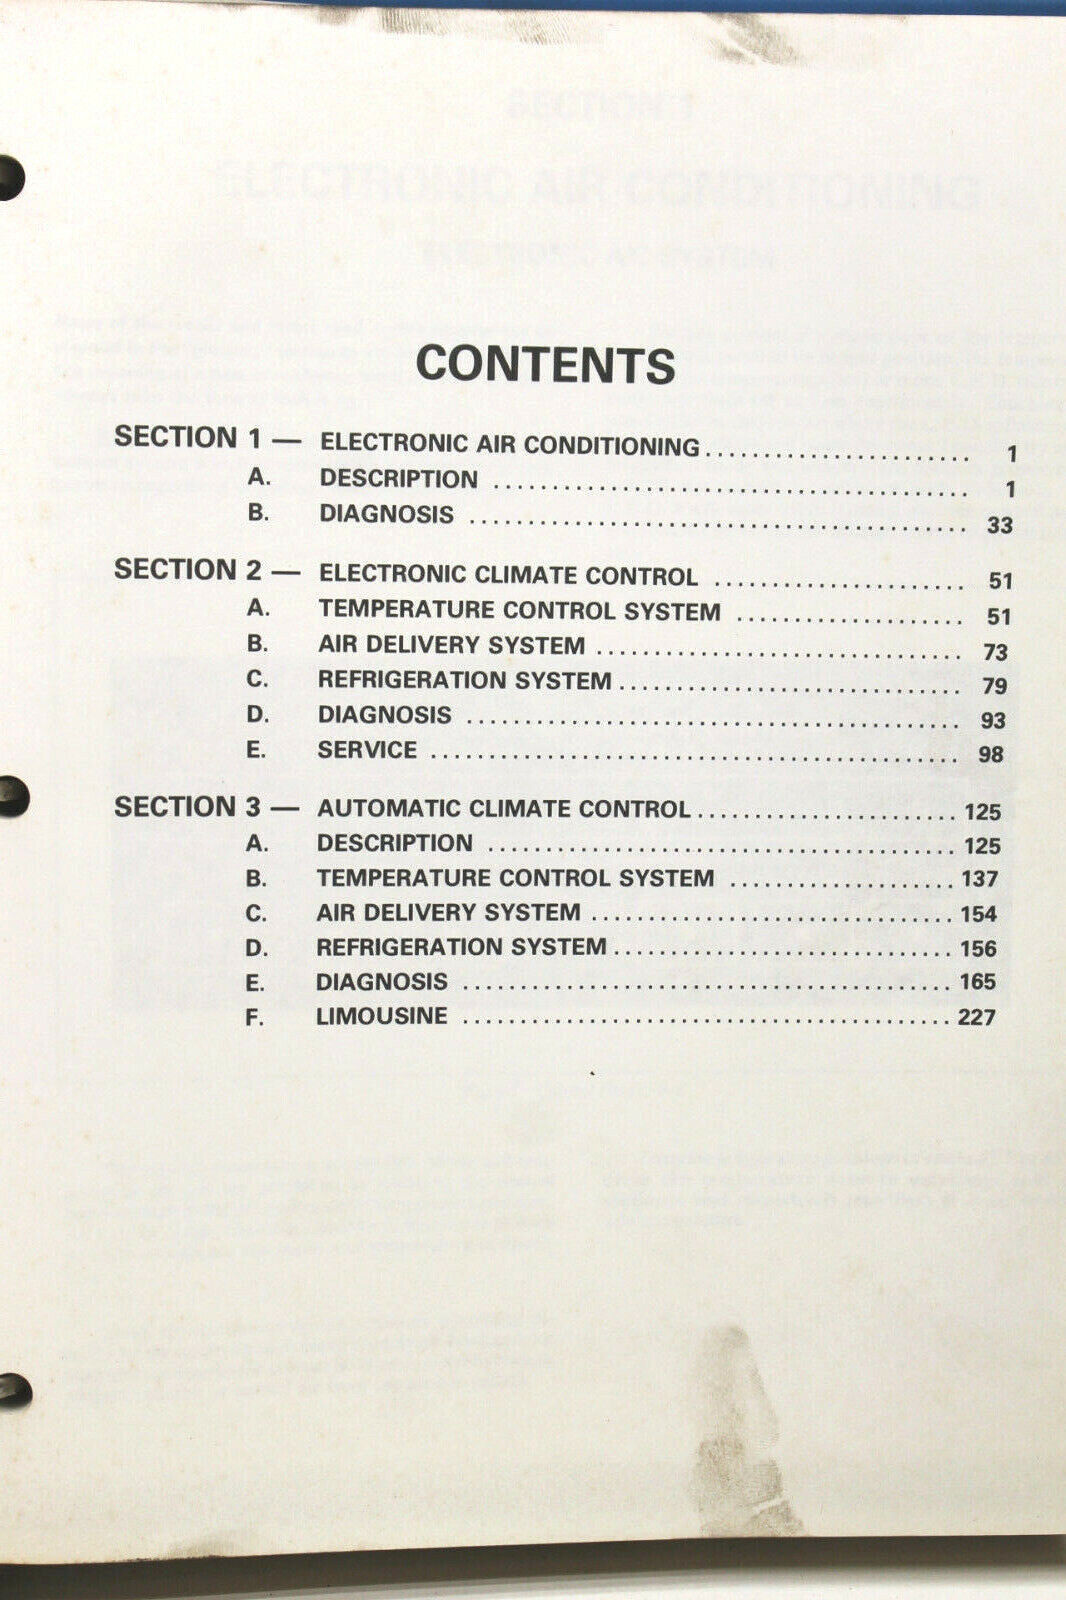 CONTENTS
SECTION 1 — ELECTRONIC AIR CONDITIONING ........................ 1
A. DESCRIPTION ........................................ 1
B. DIAGNOSIS .......................................... 33
SECTION 2 — ELECTRONIC CLIMATE CONTROL ...................... 51
A. TEMPERATURE CONTROL SYSTEM .................... 51
B. AIR DELIVERY SYSTEM ................................ 73
C. REFRIGERATION SYSTEM .............................. 79
D. DIAGNOSIS .......................................... 93
E. SERVICE ............................................ 98
SECTION 3 — AUTOMATIC CLIMATE CONTROL ........................ 125
A. DESCRIPTION ........................................ 125
B. TEMPERATURE CONTROL SYSTEM .................... 137
C. AIR DELIVERY SYSTEM ................................ 154
D. REFRIGERATION SYSTEM .............................. 156
E. DIAGNOSIS .......................................... 165
F. LIMOUSINE .......................................... 227